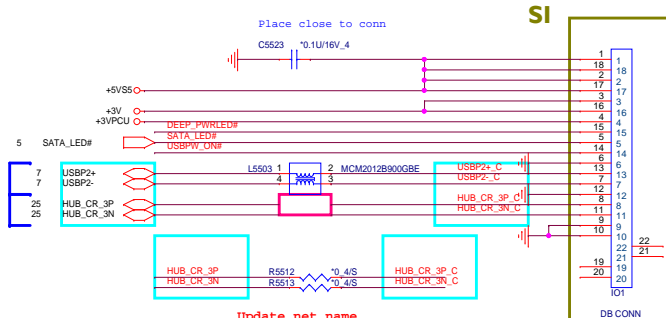 SI
Place close to conn
C5523 *0.1U/16V_4
+5VS5
+3V
+3VPCU
DEEP_PWRLED#
5 SATA_LED# SATA_LED#
USBPW_ON#
7 USBP2+ L5503 1 2 MCM2012B900GBE USBP2+_C
7 USBP2- 4 3 USBP2-_C
25 HUB_CR_3P HUB_CR_3P_C
25 HUB_CR_3N HUB_CR_3N_C
HUB_CR_3P R5512 *0_4/S HUB_CR_3P_C
HUB_CR_3N R5513 *0_4/S HUB_CR_3N_C
Update net name
1 1
18 18
2 2
17 17
3 3
16 16
4 4
15 15
5 5
14 14
6 6
13 13
7 7
12 12
8 8
11 11
9 9
10 10
22 22
21 21
19 19
20 20
IO1
DB CONN